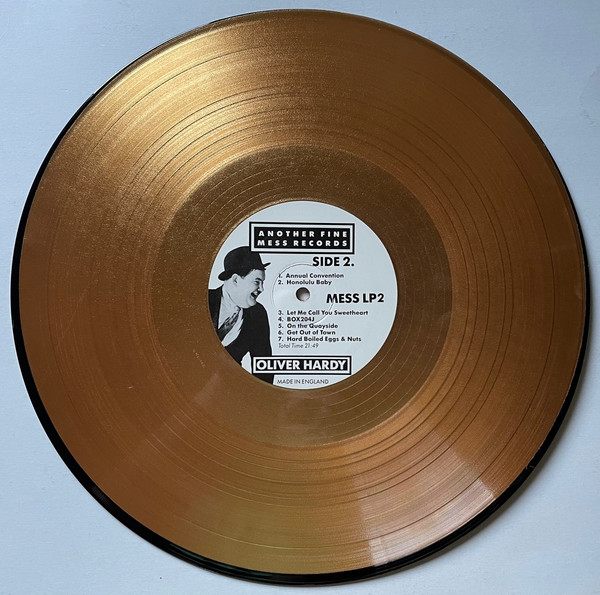 ANOTHER FINE
MESS RECORDS
SIDE 2.
1. Annual Convention
2. Honolulu Baby
MESS LP2
3. Let Me Call You Sweetheart
4. BOX204J
5. On the Quayside
6. Get Out of Town
7. Hard Boiled Eggs & Nuts
Total Time 21:49
OLIVER HARDY
MADE IN ENGLAND